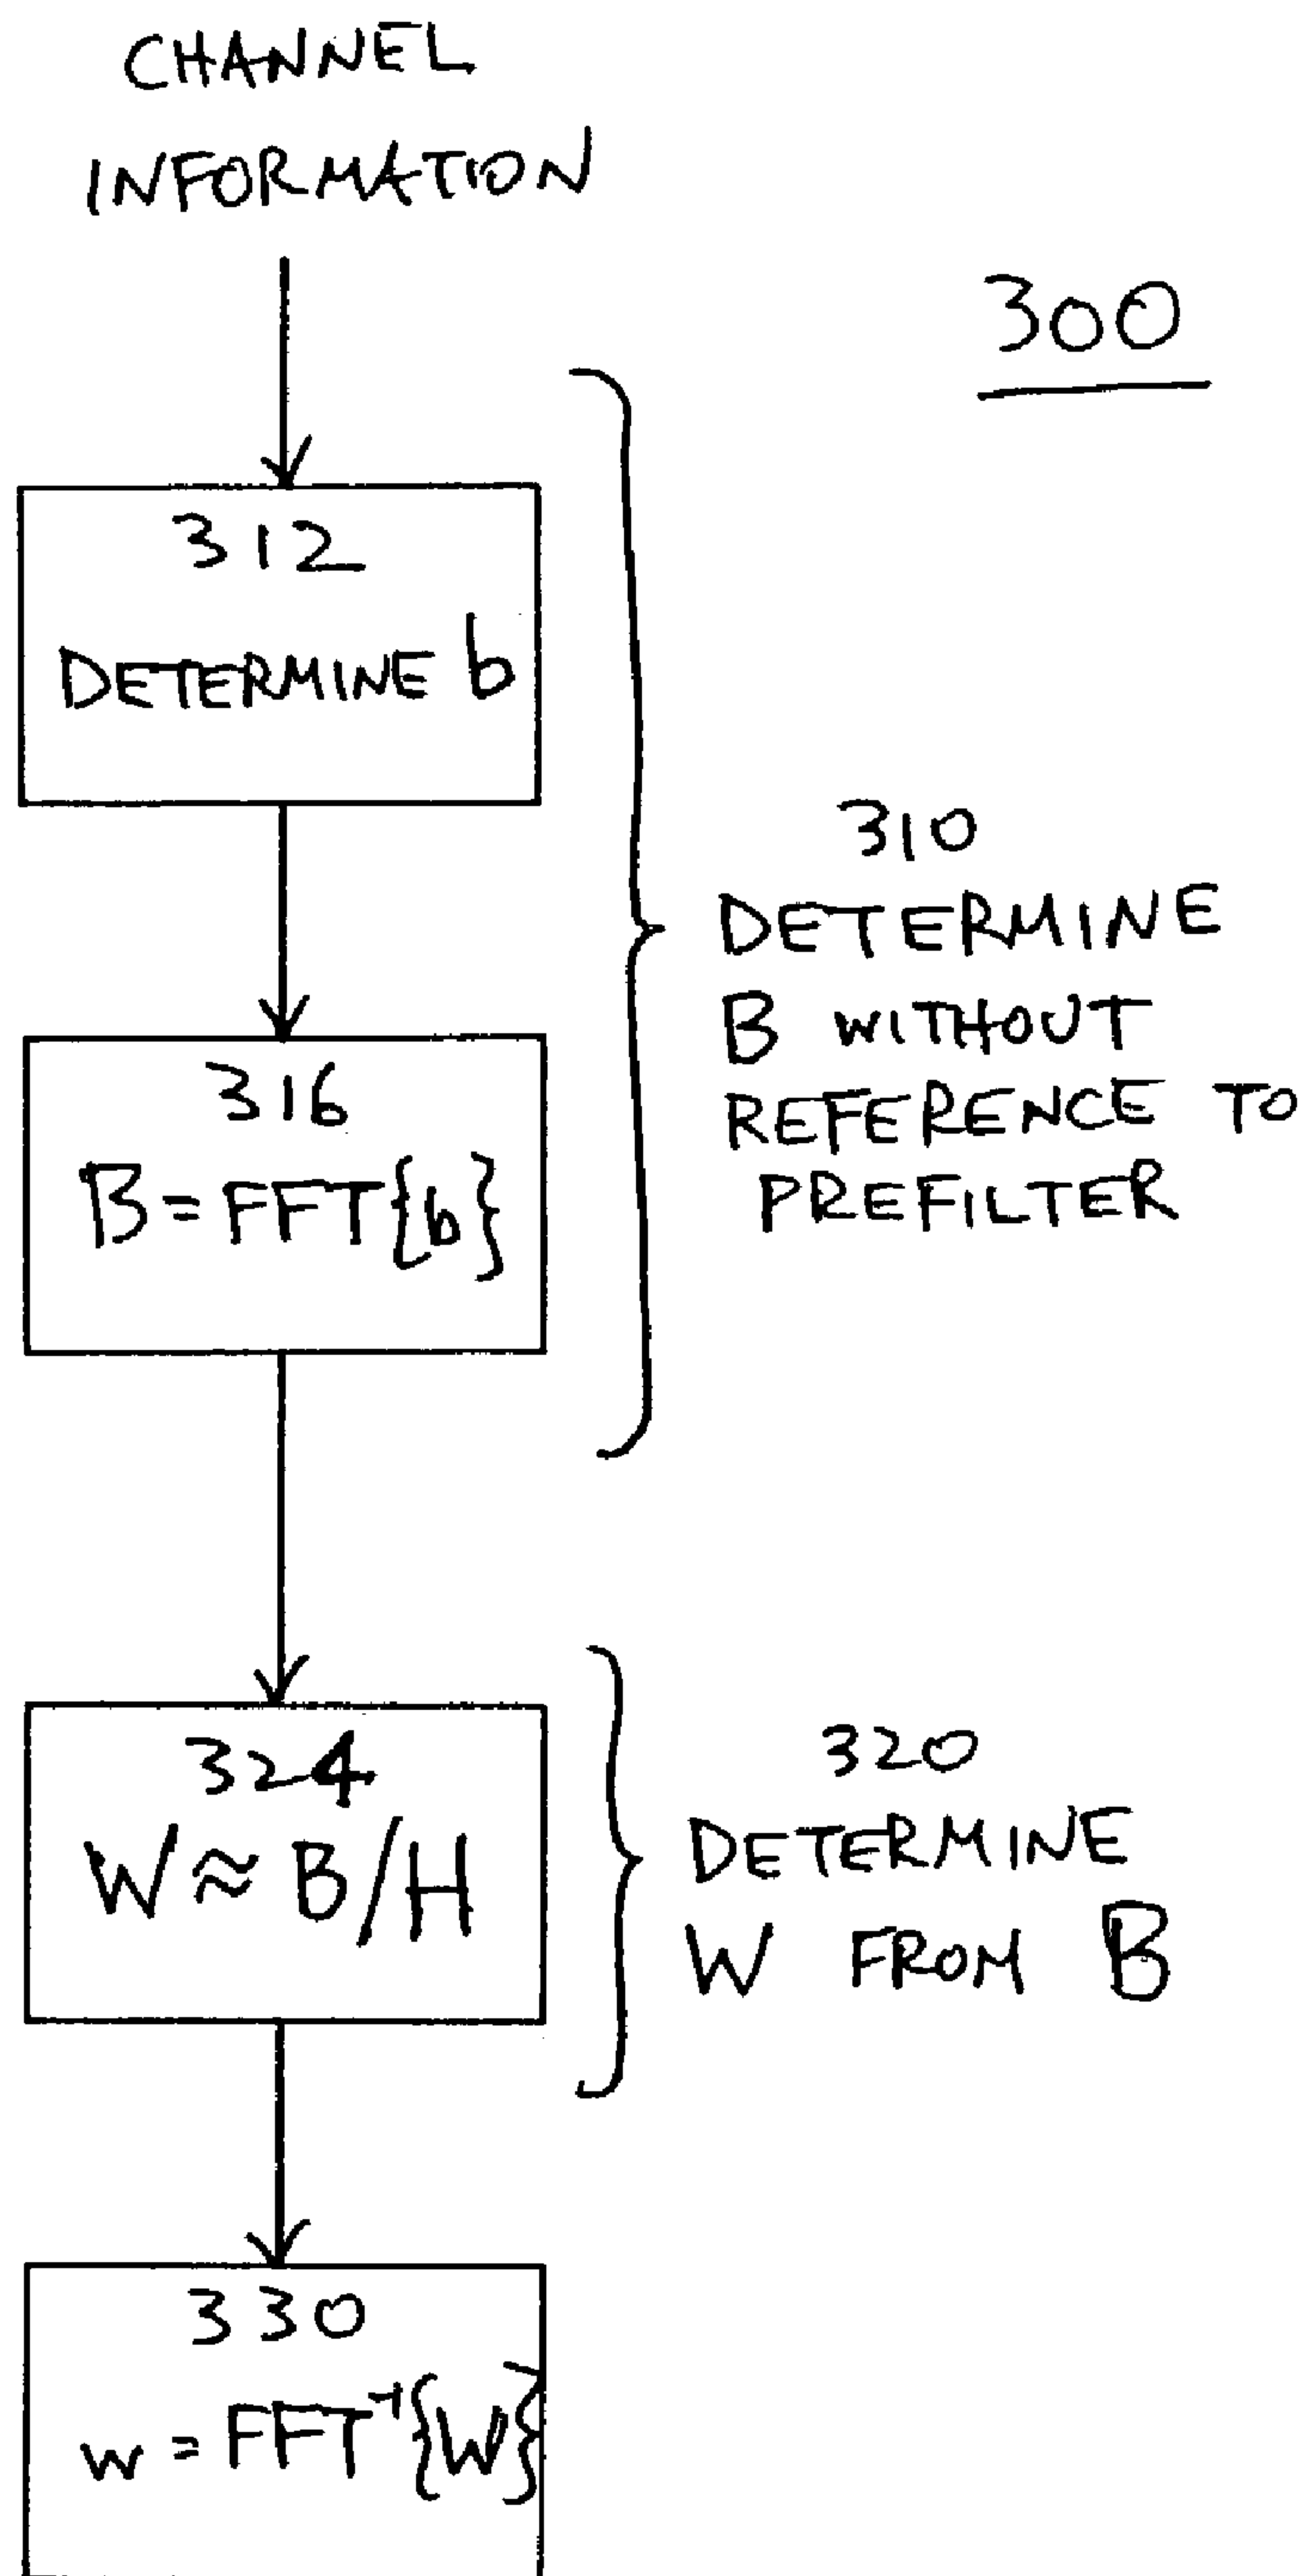 CHANNEL
INFORMATION
300
312
DETERMINE b
310
DETERMINE
B WITHOUT
REFERENCE TO
PREFILTER
316
B = FFT{b}
324
W ≈ B/H
320
DETERMINE
W FROM B
330
w = FFT⁻¹{W}